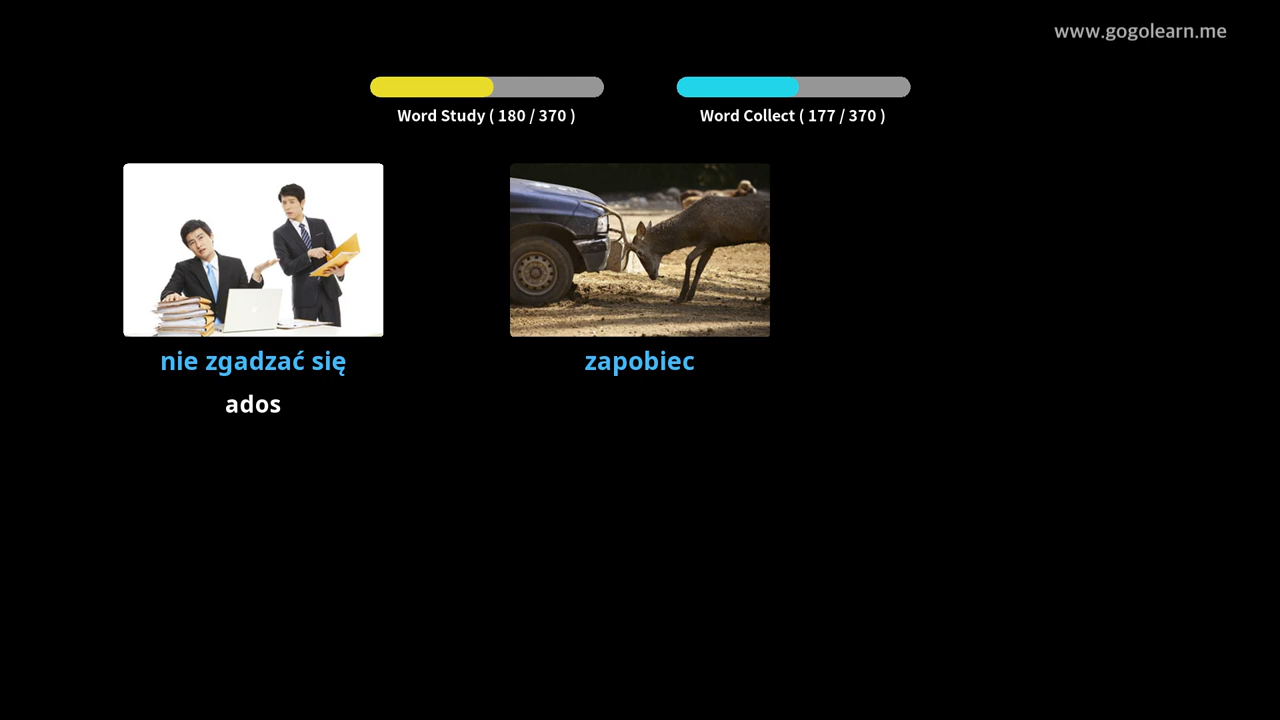 www.gogolearn.me
Word Study ( 180 / 370 )
Word Collect ( 177 / 370 )
nie zgadzać się
zapobiec
ados